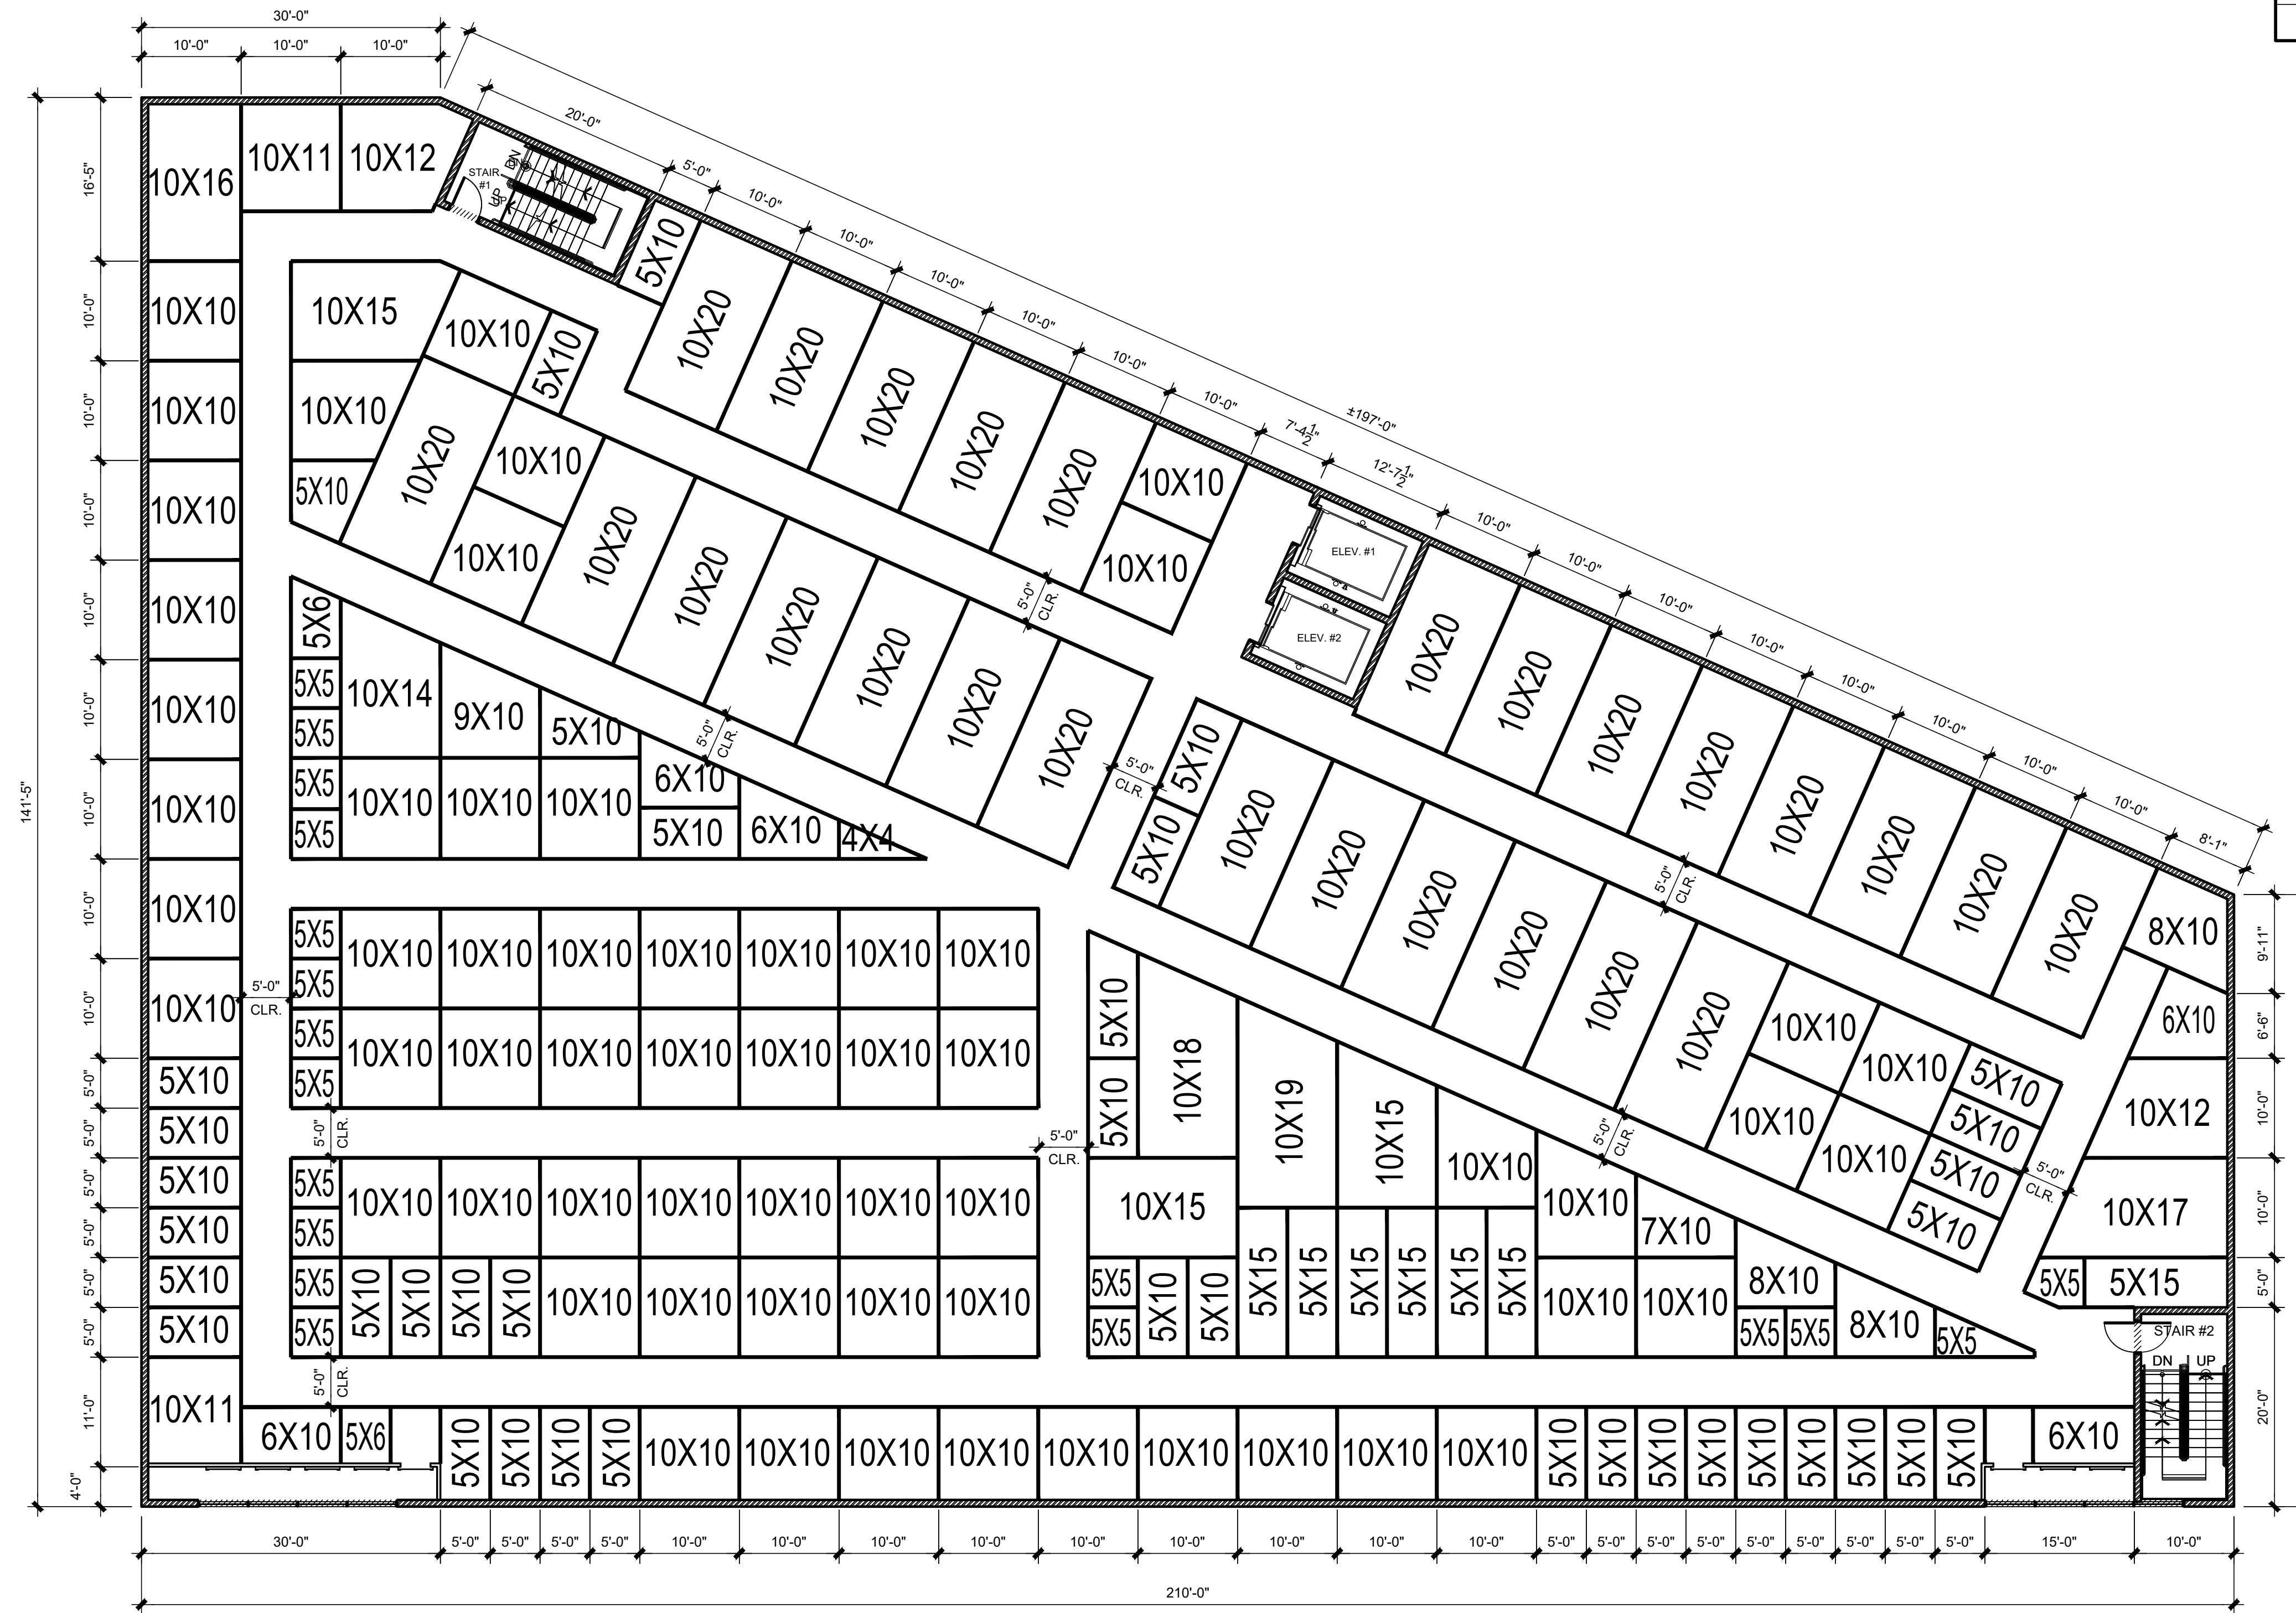 30'-0"
10'-0" 10'-0" 10'-0"
20'-0"
5'-0"
10'-0"
10'-0"
10'-0"
10'-0"
10'-0"
10'-0"
7'-4 1/2"
12'-7 1/2"
±197'-0"
10'-0"
10'-0"
10'-0"
10'-0"
10'-0"
10'-0"
10'-0"
10'-0"
8'-1"
141'-5"
16'-5"
10'-0"
10'-0"
10'-0"
10'-0"
10'-0"
10'-0"
10'-0"
10'-0"
5'-0"
5'-0"
5'-0"
5'-0"
5'-0"
5'-0"
11'-0"
4'-0"
10X16
10X11
10X12
STAIR
#1
DN
UP
5X10
10X10
10X10
10X10
10X10
10X10
10X10
10X10
10X10
5X10
5X10
5X10
5X10
5X10
5X10
10X11
10X20
10X20
10X20
10X20
10X20
10X10
10X10
ELEV. #1
ELEV. #2
10X20
10X20
10X20
10X20
10X20
10X20
10X20
10X20
8X10
10X15
10X10
5X10
10X10
5X10
10X20
10X10
10X10
10X20
10X20
10X20
10X20
10X20
10X20
5'-0"
CLR.
5'-0"
CLR.
5'-0"
CLR.
5X10
5X10
10X20
10X20
10X20
10X20
10X20
10X20
10X10
10X10
10X10
10X10
5X10
5X10
5X10
5X10
5'-0"
CLR.
5'-0"
CLR.
5'-0"
CLR.
6X10
10X12
10X17
5X5 5X15
STAIR #2
DN UP
5X6
5X5
5X5
5X5
5X5
10X14
9X10
5X10
10X10 10X10 10X10
6X10
5X10
6X10
4X4
5X5
5X5
10X10 10X10 10X10 10X10 10X10 10X10 10X10
5'-0"
CLR.
5X5
5X5
10X10 10X10 10X10 10X10 10X10 10X10 10X10
5'-0"
CLR.
5'-0"
CLR.
5X5
5X5
10X10 10X10 10X10 10X10 10X10 10X10 10X10
5X5
5X5
5X10 5X10 5X10 5X10 10X10 10X10 10X10 10X10 10X10
5'-0"
CLR.
5X10
5X10
10X18
10X19
10X15
10X10
10X15
10X10
7X10
5X5
5X5
5X10 5X10 5X15 5X15 5X15 5X15 5X15 5X15 10X10 10X10
8X10
5X5 5X5
8X10
5X5
6X10 5X6 5X10 5X10 5X10 5X10 10X10 10X10 10X10 10X10 10X10 10X10 10X10 10X10 10X10 5X10 5X10 5X10 5X10 5X10 5X10 5X10 5X10 5X10 6X10
9'-11"
6'-6"
10'-0"
10'-0"
5'-0"
20'-0"
30'-0" 5'-0" 5'-0" 5'-0" 5'-0" 10'-0" 10'-0" 10'-0" 10'-0" 10'-0" 10'-0" 10'-0" 10'-0" 10'-0" 5'-0" 5'-0" 5'-0" 5'-0" 5'-0" 5'-0" 5'-0" 5'-0" 5'-0" 15'-0" 10'-0"
210'-0"